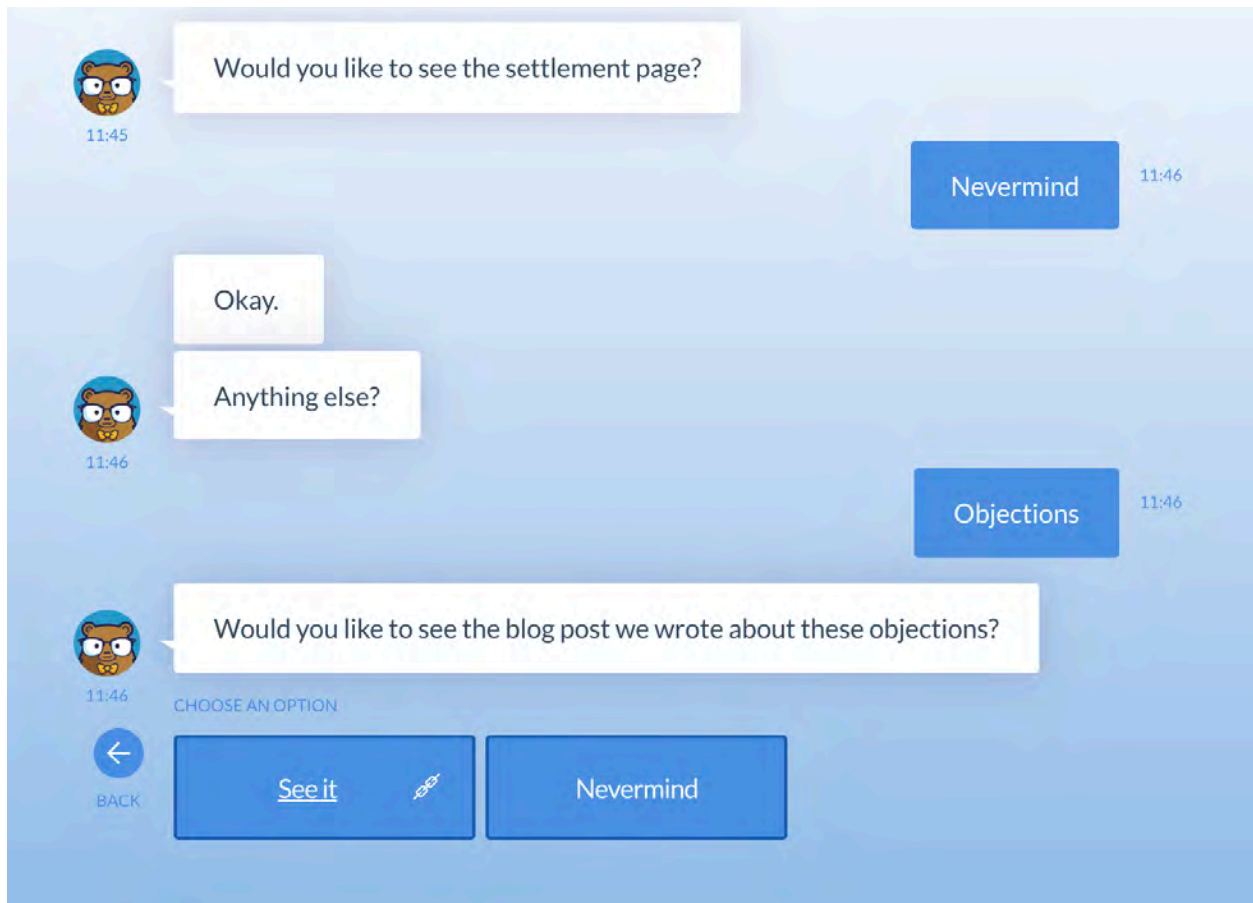 Would you like to see the settlement page?
11:45
Nevermind
11:46
Okay.
Anything else?
11:46
Objections
11:46
Would you like to see the blog post we wrote about these objections?
11:46
CHOOSE AN OPTION
BACK
See it
Nevermind